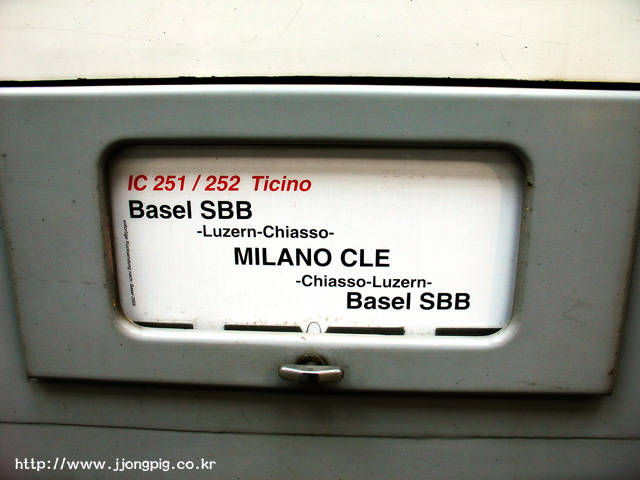 IC 251 / 252 Ticino
Basel SBB
-Luzern-Chiasso-
MILANO CLE
-Chiasso-Luzern-
Basel SBB
http://www.jjongpig.co.kr